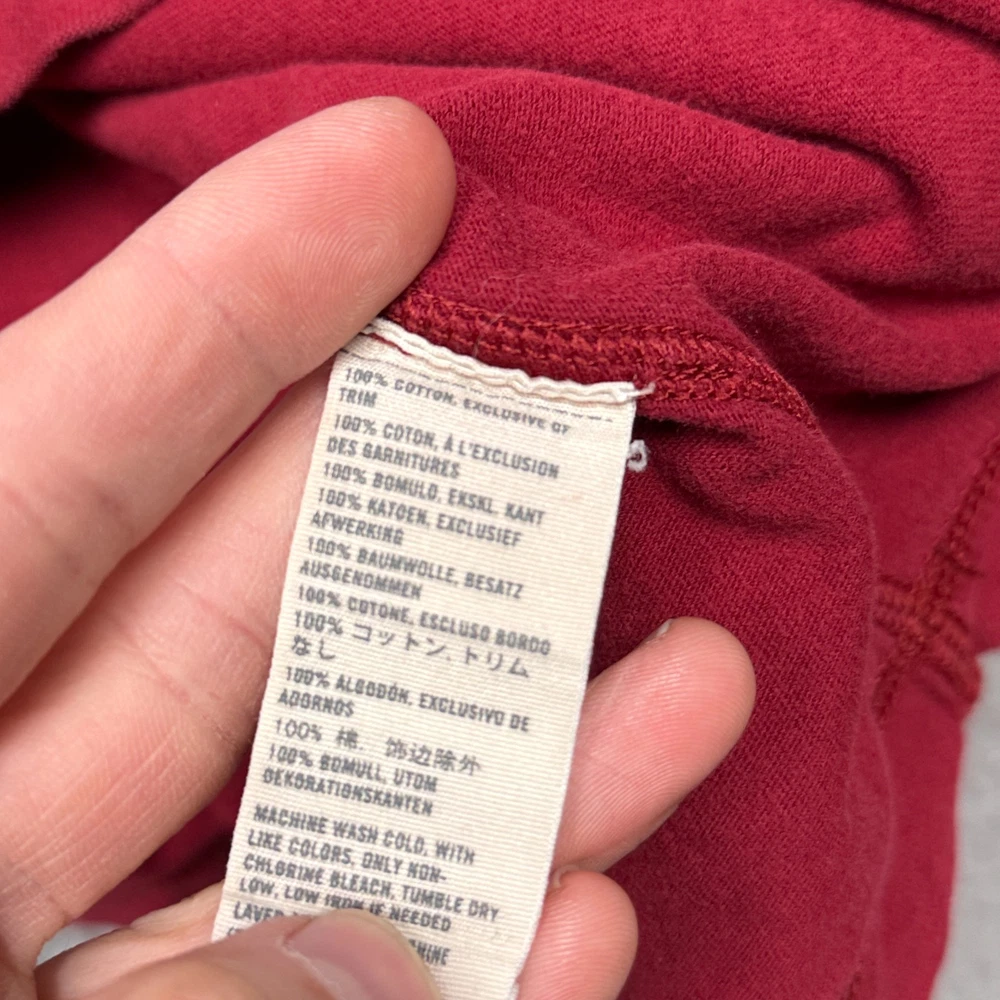 100% COTTON, EXCLUSIVE OF
TRIM
100% COTON, À L'EXCLUSION
DES GARNITURES
100% BOMULD, EKSKL. KANT
100% KATOEN, EXCLUSIEF
AFWERKING
100% BAUMWOLLE, BESATZ
AUSGENOMMEN
100% COTONE, ESCLUSO BORDO
100% コットン, トリム
なし
100% ALGODÓN, EXCLUSIVO DE
ADORNOS
100% 棉, 饰边除外
100% BOMULL, UTOM
DEKORATIONSKANTEN
MACHINE WASH COLD, WITH
LIKE COLORS, ONLY NON-
CHLORINE BLEACH, TUMBLE DRY
LOW, LOW IRON IF NEEDED